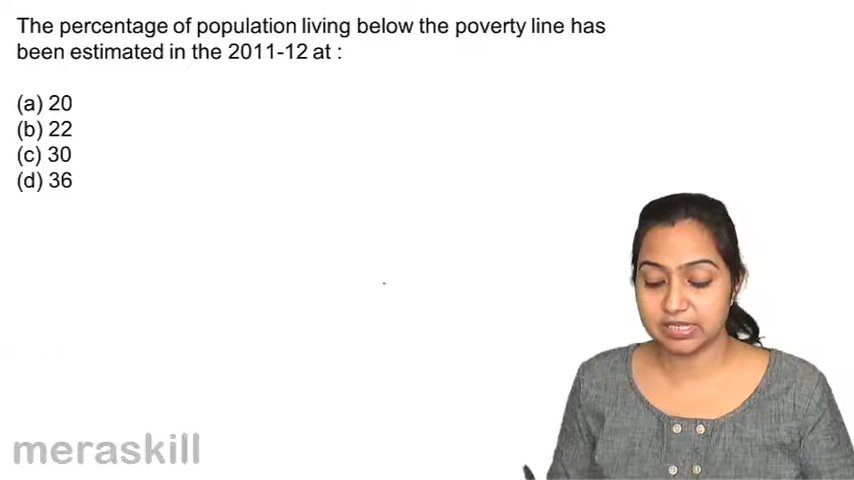 The percentage of population living below the poverty line has
been estimated in the 2011-12 at :
(a) 20
(b) 22
(c) 30
(d) 36
meraskill